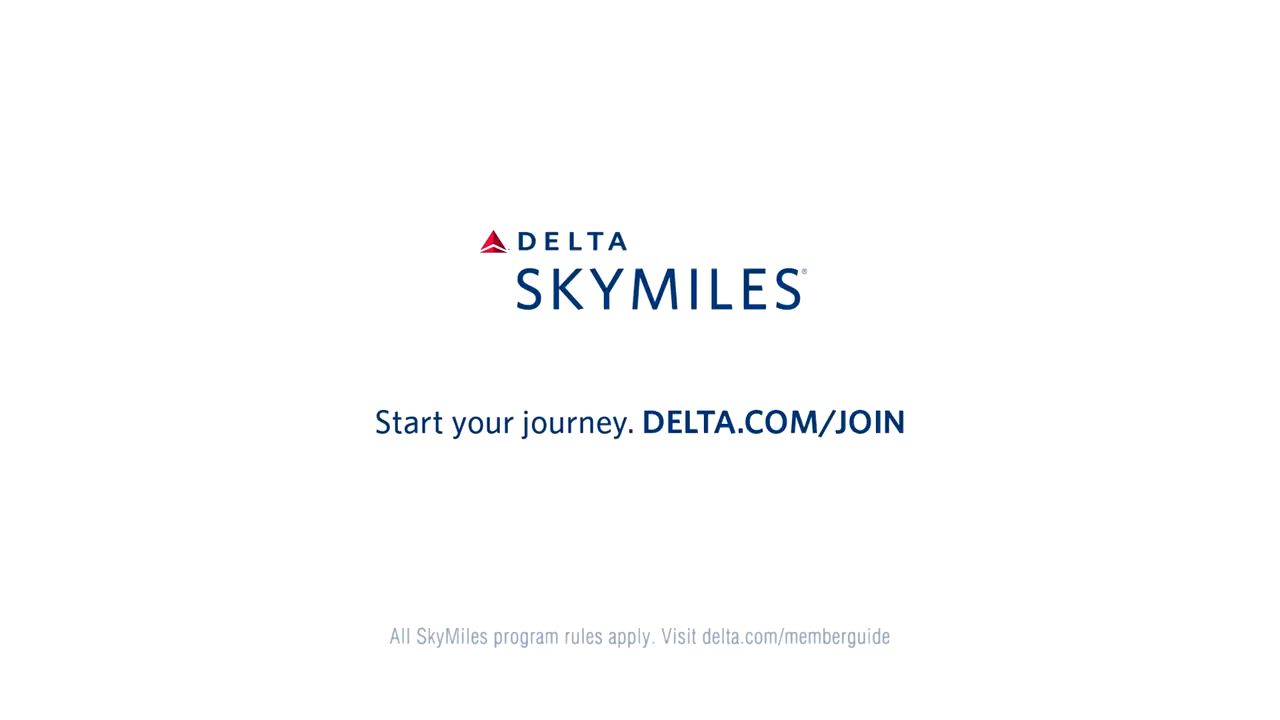 DELTA
SKYMILES®
Start your journey. DELTA.COM/JOIN
All SkyMiles program rules apply. Visit delta.com/memberguide